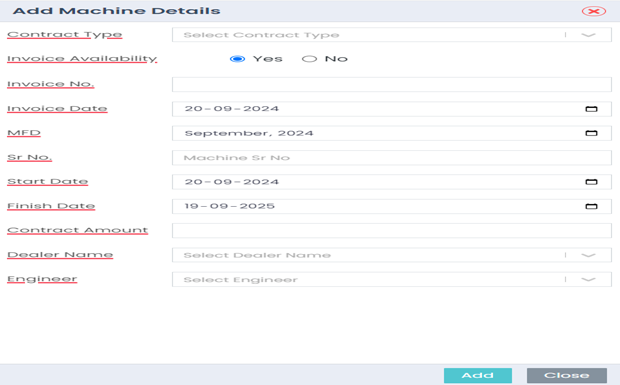 Add Machine Details
Contract Type Select Contract Type
Invoice Availability Yes No
Invoice No.
Invoice Date 20-09-2024
MFD September, 2024
Sr No. Machine Sr No
Start Date 20-09-2024
Finish Date 19-09-2025
Contract Amount
Dealer Name Select Dealer Name
Engineer Select Engineer
Add Close